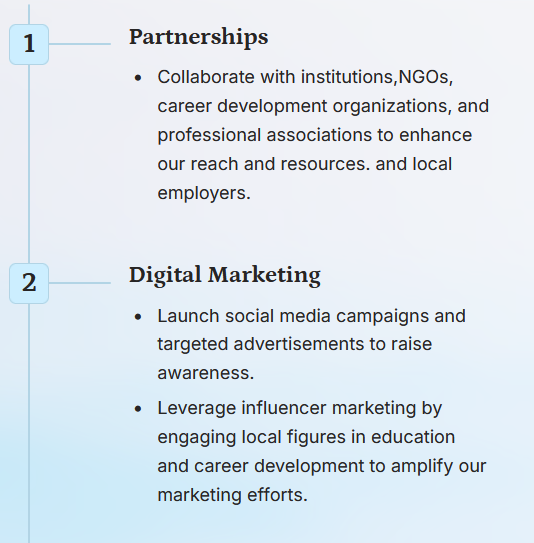 1
Partnerships
• Collaborate with institutions,NGOs,
career development organizations, and
professional associations to enhance
our reach and resources. and local
employers.
2
Digital Marketing
• Launch social media campaigns and
targeted advertisements to raise
awareness.
• Leverage influencer marketing by
engaging local figures in education
and career development to amplify our
marketing efforts.